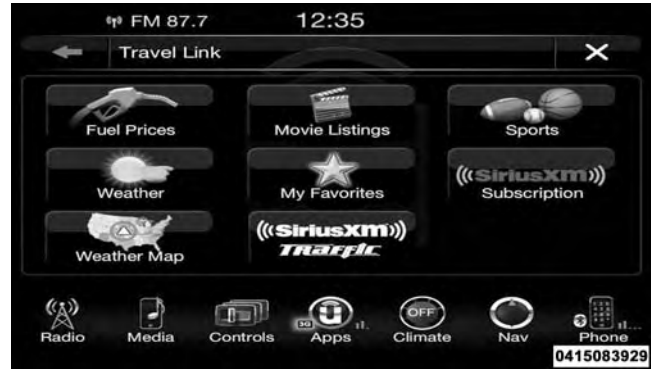 FM 87.7 12:35
Travel Link
Fuel Prices Movie Listings Sports
Weather My Favorites ((SiriusXM)) Subscription
Weather Map ((SiriusXM)) Traffic
OFF
3G
Radio Media Controls Apps Climate Nav Phone
0415083929